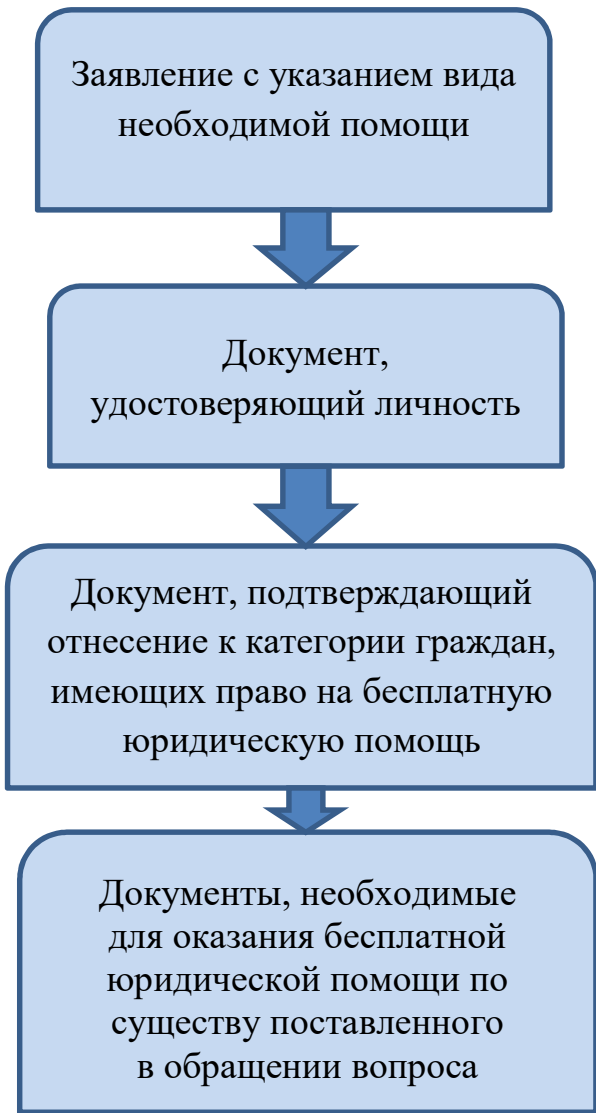 Заявление с указанием вида
необходимой помощи
Документ,
удостоверяющий личность
Документ, подтверждающий
отнесение к категории граждан,
имеющих право на бесплатную
юридическую помощь
Документы, необходимые
для оказания бесплатной
юридической помощи по
существу поставленного
в обращении вопроса